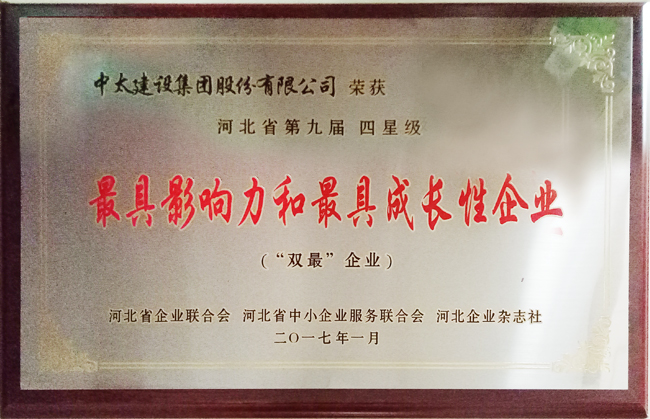 中太建设集团股份有限公司 荣获
河北省第九届 四星级
最具影响力和最具成长性企业
(“双最”企业)
河北省企业联合会 河北省中小企业服务联合会 河北企业杂志社
二〇一七年一月